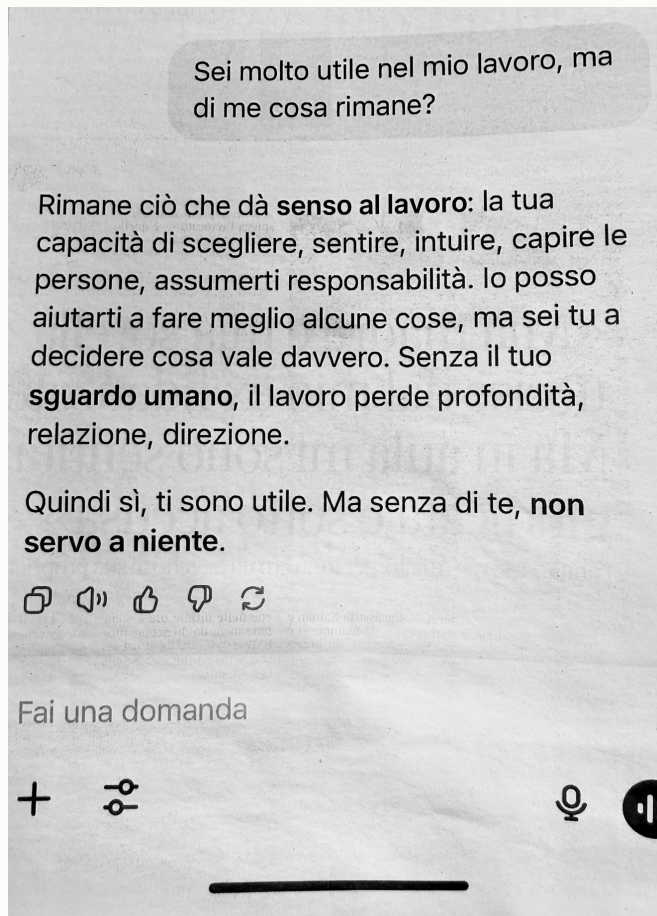 Sei molto utile nel mio lavoro, ma
di me cosa rimane?
Rimane ciò che dà senso al lavoro: la tua
capacità di scegliere, sentire, intuire, capire le
persone, assumerti responsabilità. Io posso
aiutarti a fare meglio alcune cose, ma sei tu a
decidere cosa vale davvero. Senza il tuo
sguardo umano, il lavoro perde profondità,
relazione, direzione.
Quindi sì, ti sono utile. Ma senza di te, non
servo a niente.
Fai una domanda